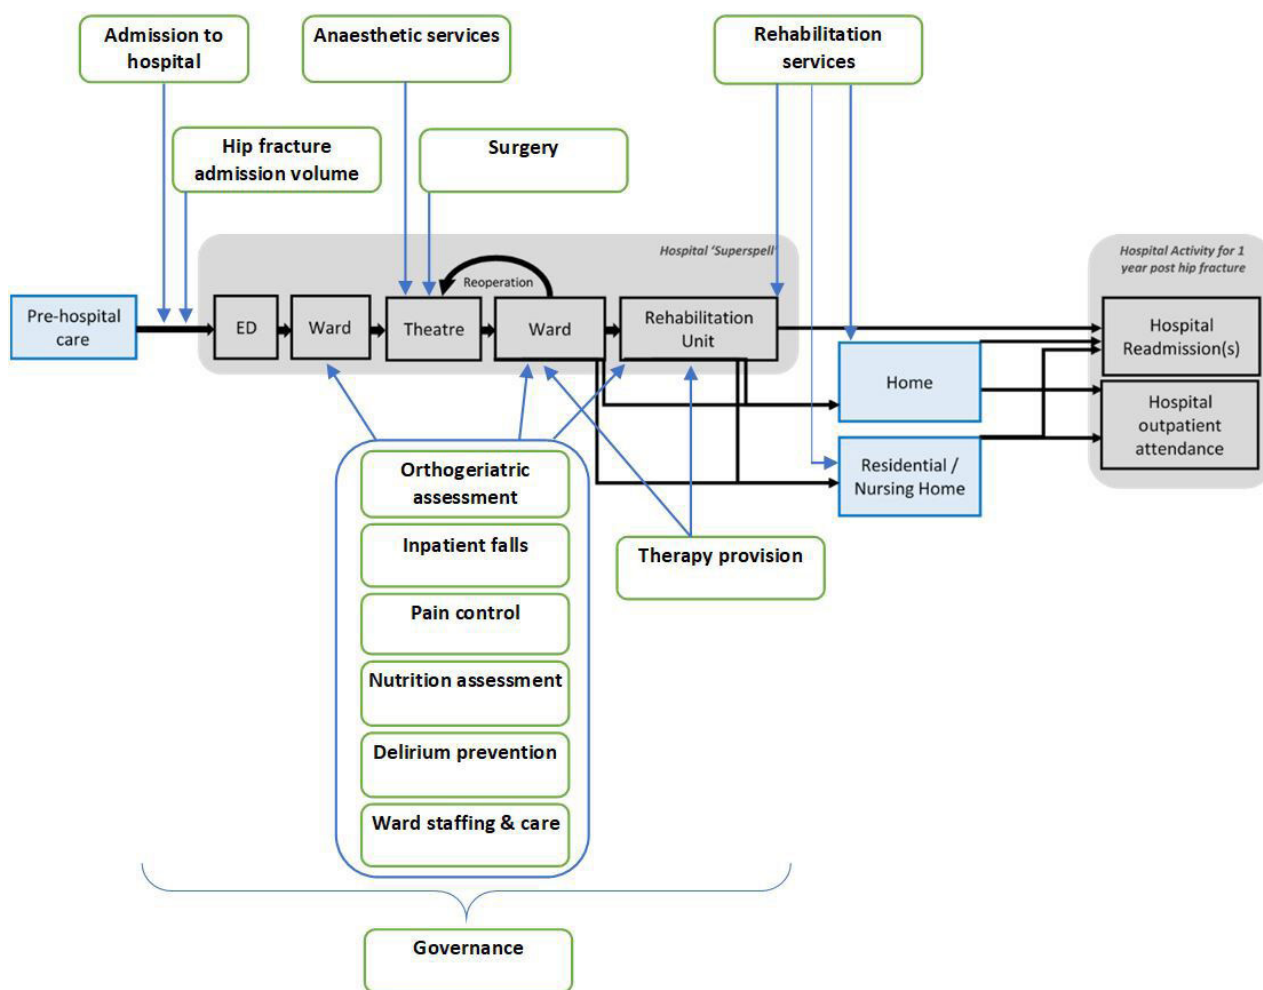 Admission to
hospital
Anaesthetic services
Rehabilitation
services
Hip fracture
admission volume
Surgery
Hospital 'Superspell'
Hospital Activity for 1
year post hip fracture
Reoperation
Pre-hospital
care
ED
Ward
Theatre
Ward
Rehabilitation
Unit
Hospital
Readmission(s)
Home
Hospital
outpatient
attendance
Residential /
Nursing Home
Orthogeriatric
assessment
Inpatient falls
Therapy provision
Pain control
Nutrition assessment
Delirium prevention
Ward staffing & care
Governance